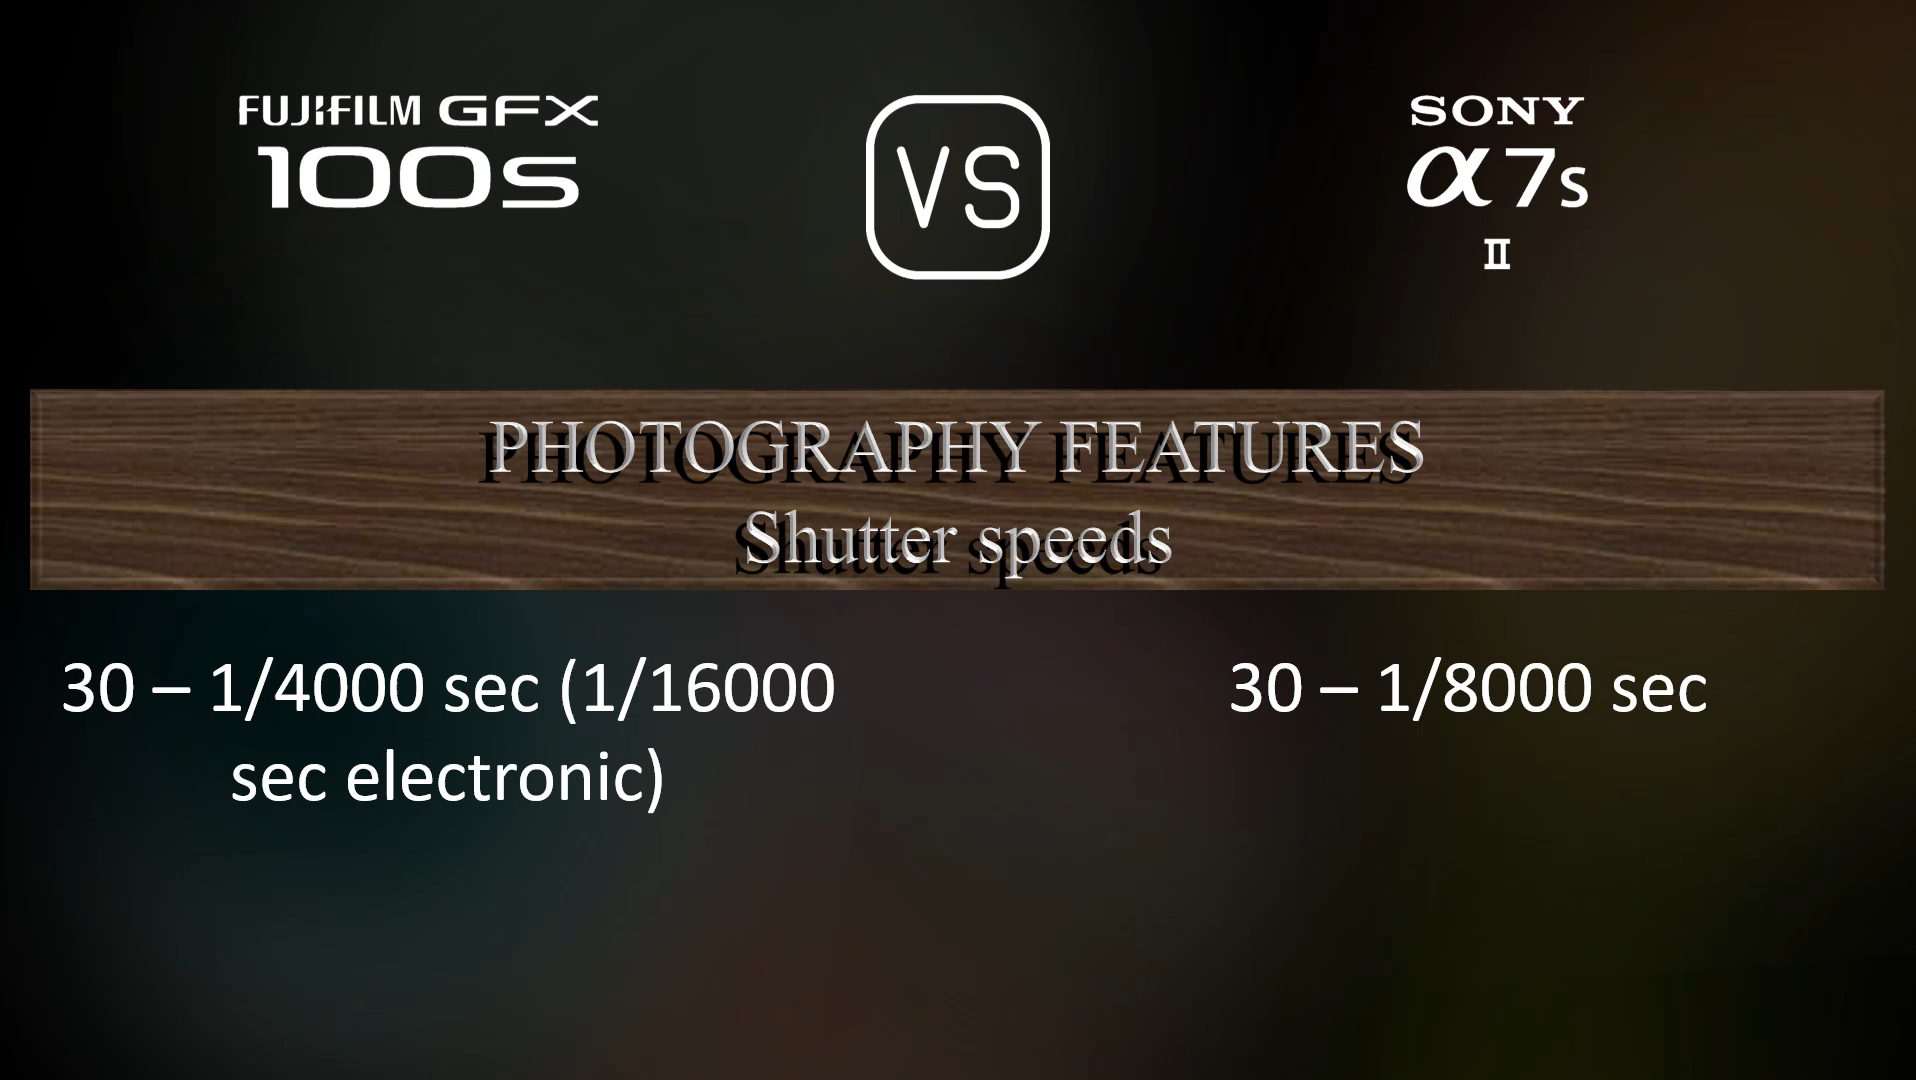 FUJIFILM GFX
100S
VS
SONY
α7s
II
PHOTOGRAPHY FEATURES
Shutter speeds
30 – 1/4000 sec (1/16000
sec electronic)
30 – 1/8000 sec